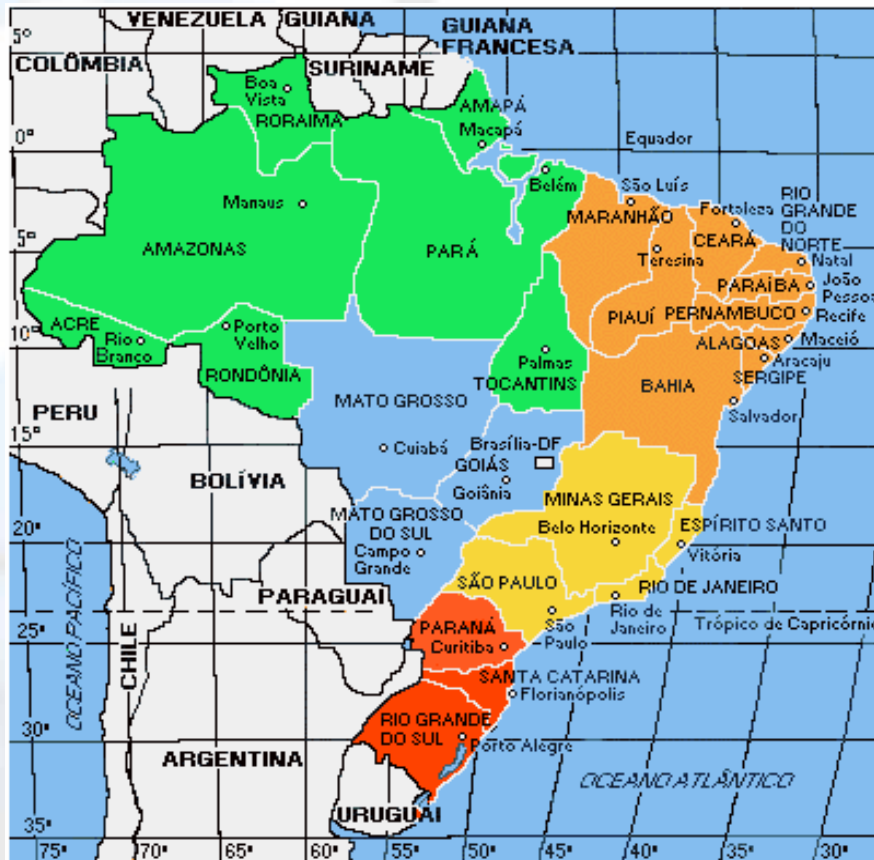 VENEZUELA
GUIANA
GUIANA
FRANCESA
5°
COLÔMBIA
SURINAME
Boa
Vista
RORAIMA
AMAPÁ
Macapá
0°
Equador
Belém
São Luís
RIO
GRANDE
DO
NORTE
Manaus
MARANHÃO
Fortaleza
CEARÁ
AMAZONAS
PARÁ
5°
Teresina
Natal
PARAÍBA
João
Pessoa
ACRE
Rio
Branco
Porto
Velho
PIAUÍ
PERNAMBUCO
Recife
10°
ALAGOAS
Maceió
RONDÔNIA
Palmas
TOCANTINS
Aracaju
SERGIPE
PERU
MATO GROSSO
BAHIA
Salvador
15°
Cuiabá
Brasília-DF
GOIÁS
Goiânia
BOLÍVIA
MINAS GERAIS
MATO GROSSO
DO SUL
Belo Horizonte
ESPÍRITO SANTO
20°
Campo
Grande
Vitória
SÃO PAULO
RIO DE JANEIRO
PARAGUAI
São
Paulo
Rio de
Janeiro
Trópico de Capricórnio
OCEANO PACÍFICO
CHILE
PARANÁ
Curitiba
25°
SANTA CATARINA
Florianópolis
RIO GRANDE
DO SUL
Porto Alegre
30°
ARGENTINA
OCEANO ATLÂNTICO
URUGUAI
35°
75°
70°
65°
60°
55°
50°
45°
40°
35°
30°